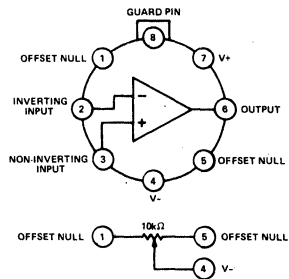 GUARD PIN
8
OFFSET NULL 1
7 V+
INVERTING
INPUT
2
−
6 OUTPUT
+
NON-INVERTING
INPUT
3
5 OFFSET NULL
4
V-
10kΩ
OFFSET NULL 1
5 OFFSET NULL
4 V-